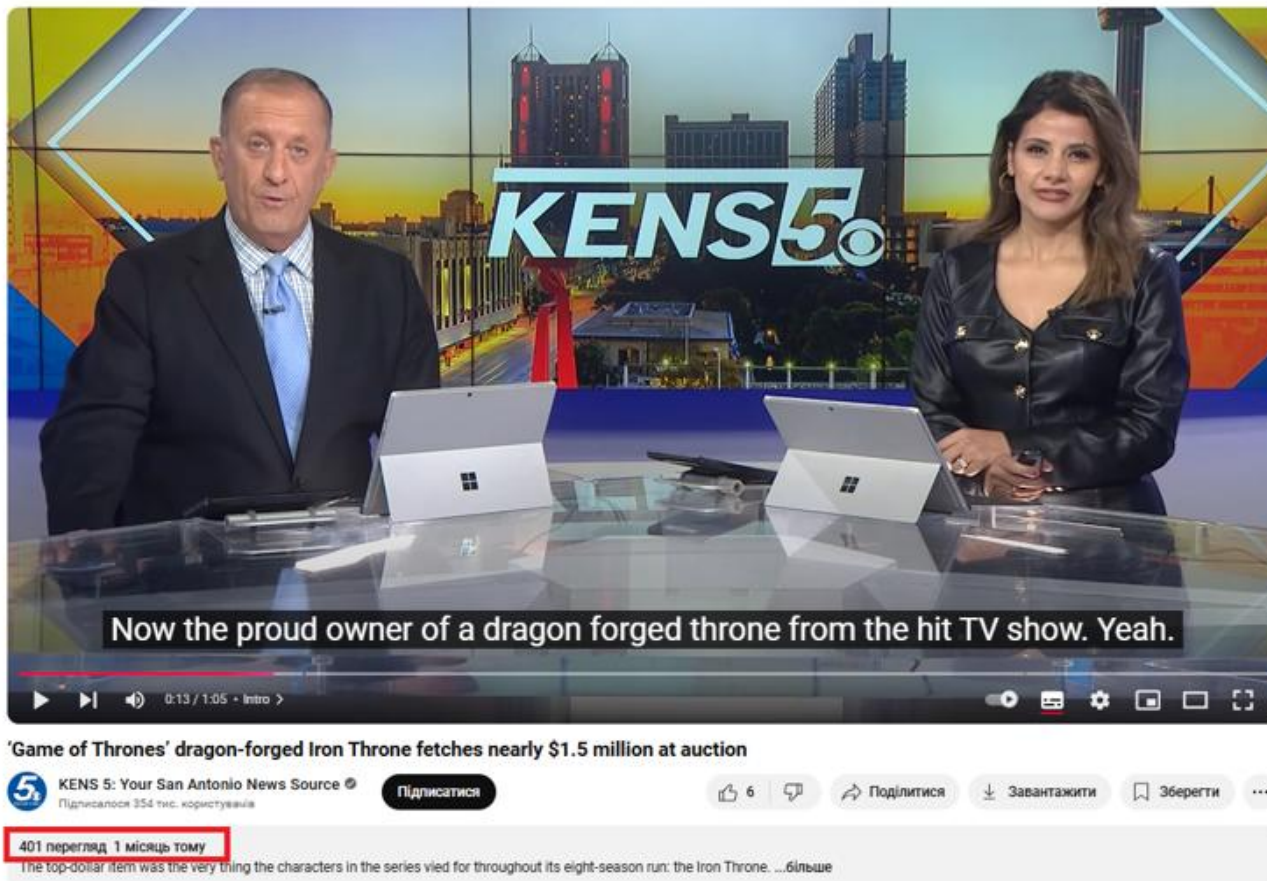 KENS 5
Now the proud owner of a dragon forged throne from the hit TV show. Yeah.
0:13 / 1:05 • Intro >
'Game of Thrones' dragon-forged Iron Throne fetches nearly $1.5 million at auction
5
KENS 5: Your San Antonio News Source
Підписалося 354 тис. користувачів
Підписатися
6
Поділитися
Завантажити
Зберегти
401 перегляд 1 місяць тому
The top-dollar item was the very thing the characters in the series vied for throughout its eight-season run: the Iron Throne. ...більше